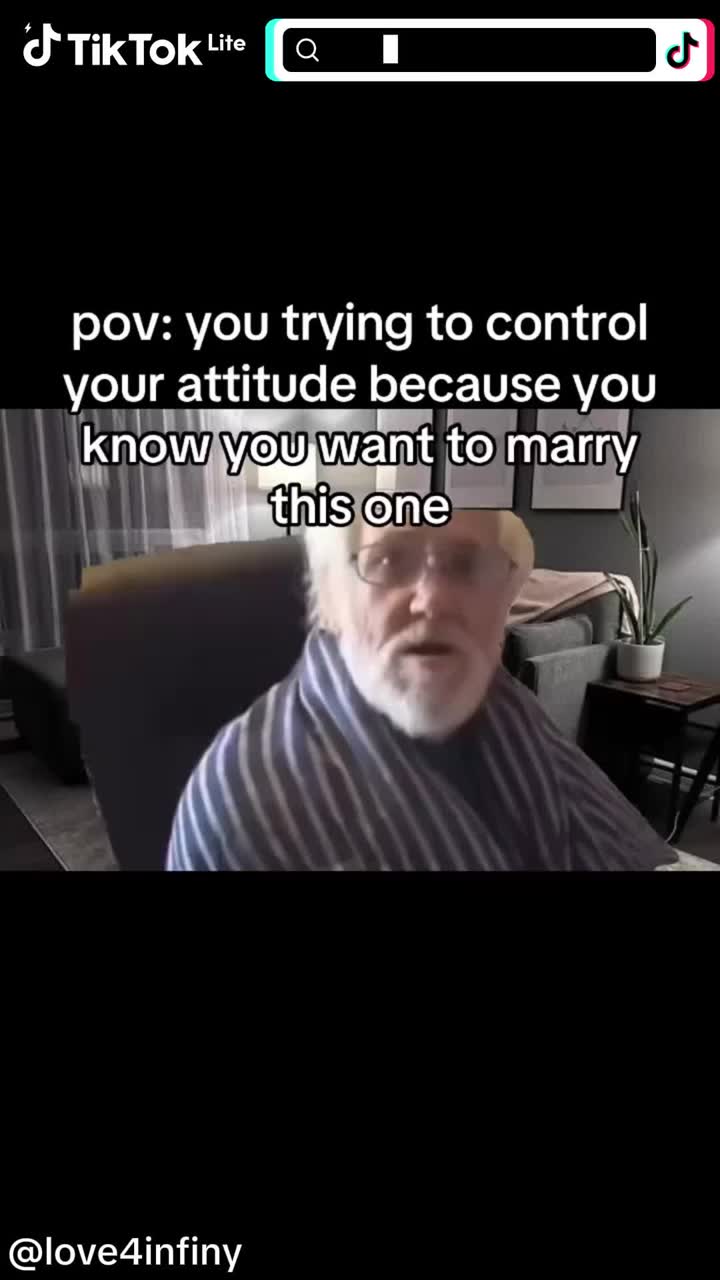 TikTok Lite
pov: you trying to control
your attitude because you
know you want to marry
this one
@love4infiny